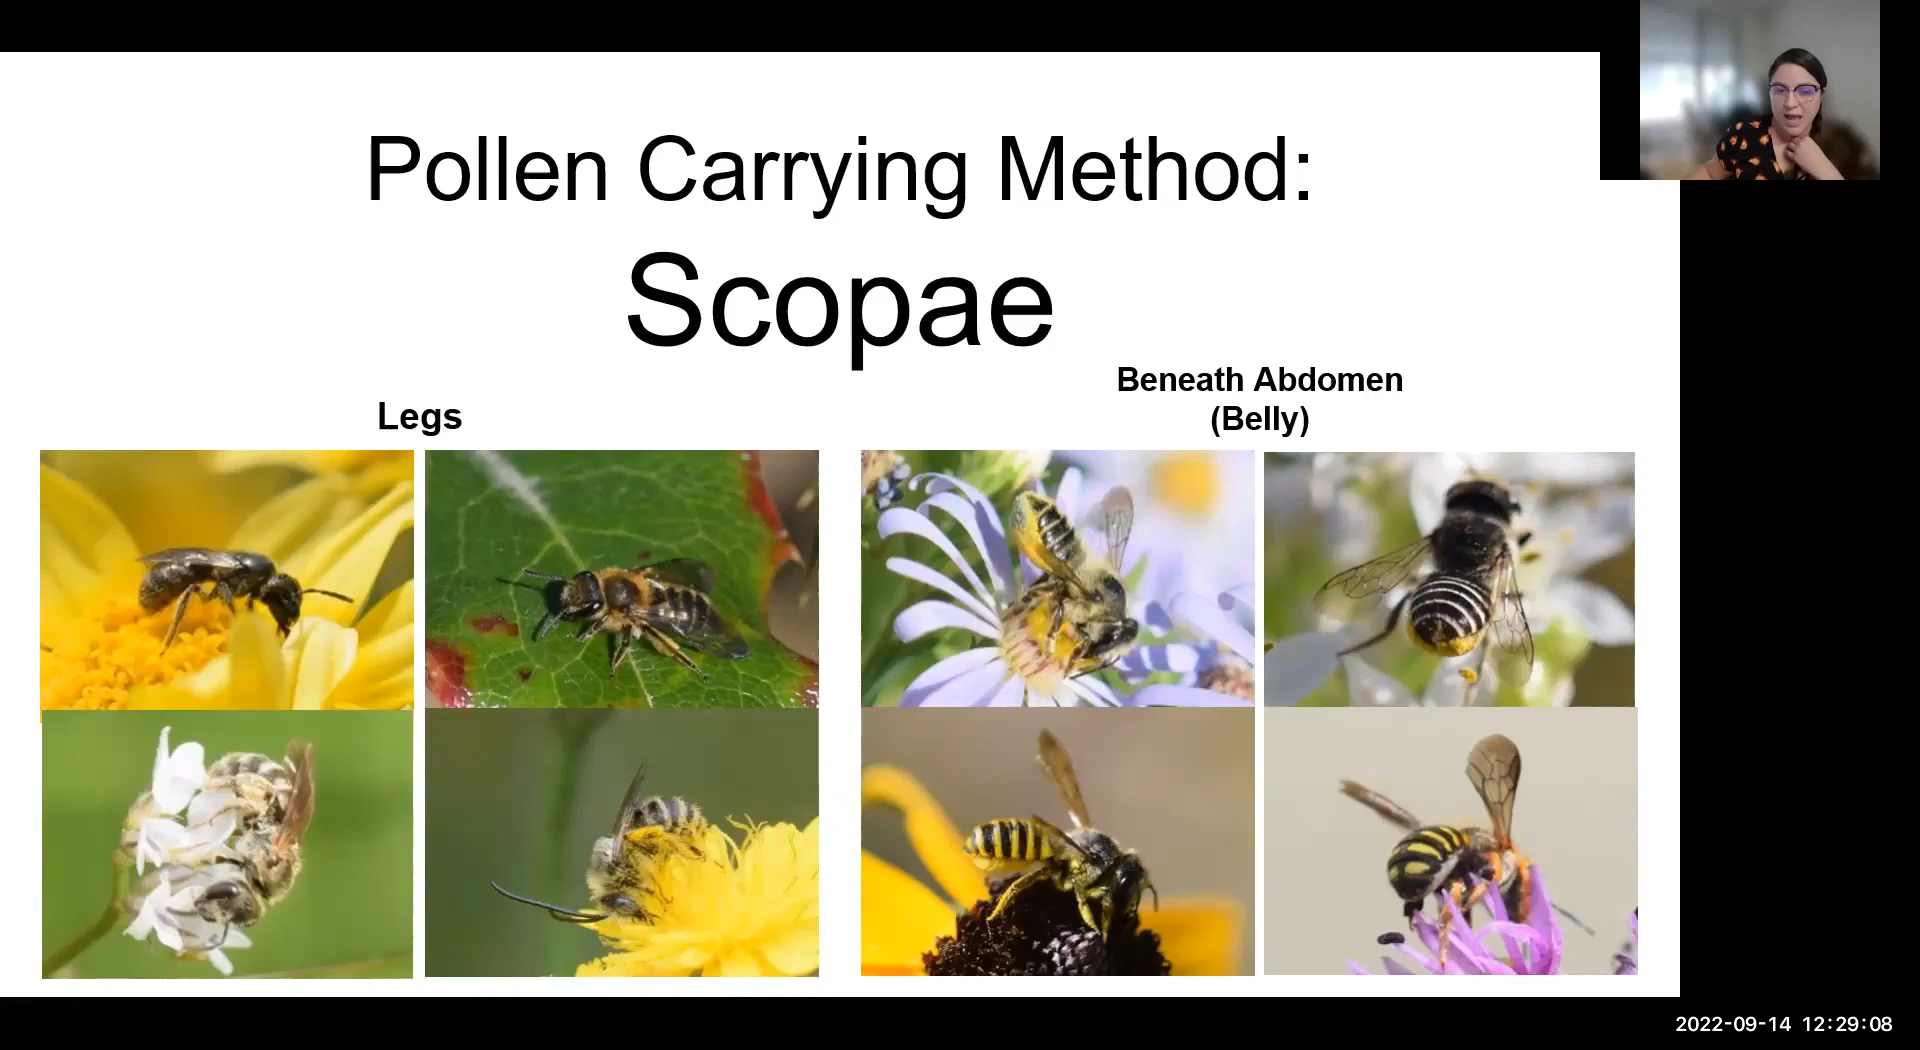 Pollen Carrying Method:
Scopae
Legs
Beneath Abdomen
(Belly)
2022-09-14 12:29:08